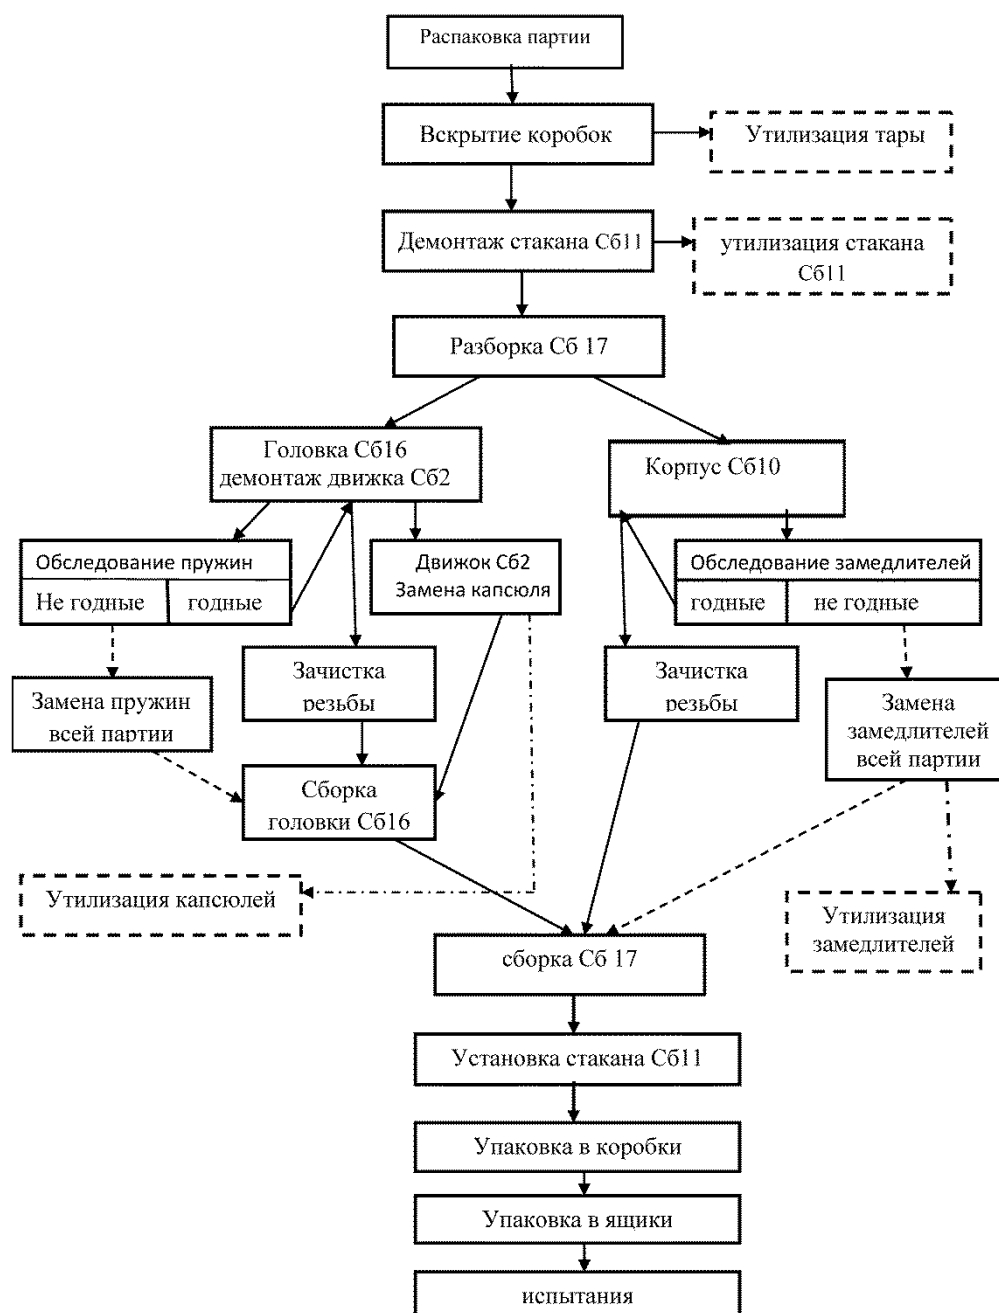 Распаковка партии
Вскрытие коробок
Утилизация тары
Демонтаж стакана Сб11
утилизация стакана
Сб11
Разборка Сб 17
Головка Сб16
демонтаж движка Сб2
Корпус Сб10
Обследование пружин
Не годные
годные
Движок Сб2
Замена капсюля
Обследование замедлителей
годные
не годные
Замена пружин
всей партии
Зачистка
резьбы
Зачистка
резьбы
Замена
замедлителей
всей партии
Сборка
головки Сб16
Утилизация капсюлей
Утилизация
замедлителей
сборка Сб 17
Установка стакана Сб11
Упаковка в коробки
Упаковка в ящики
испытания